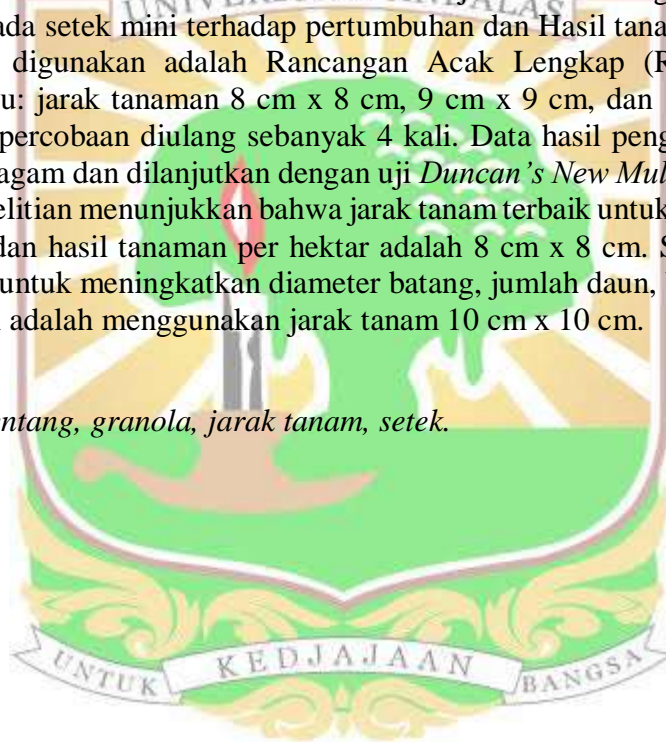 UNIVERSITAS ANDALAS
ada setek mini terhadap pertumbuhan dan Hasil tana
digunakan adalah Rancangan Acak Lengkap (R
u: jarak tanaman 8 cm x 8 cm, 9 cm x 9 cm, dan
percobaan diulang sebanyak 4 kali. Data hasil peng
agam dan dilanjutkan dengan uji Duncan's New Mul
elitian menunjukkan bahwa jarak tanam terbaik untuk
dan hasil tanaman per hektar adalah 8 cm x 8 cm. S
untuk meningkatkan diameter batang, jumlah daun,
adalah menggunakan jarak tanam 10 cm x 10 cm.
entang, granola, jarak tanam, setek.
UNTUK KEDJAJAAN BANGSA